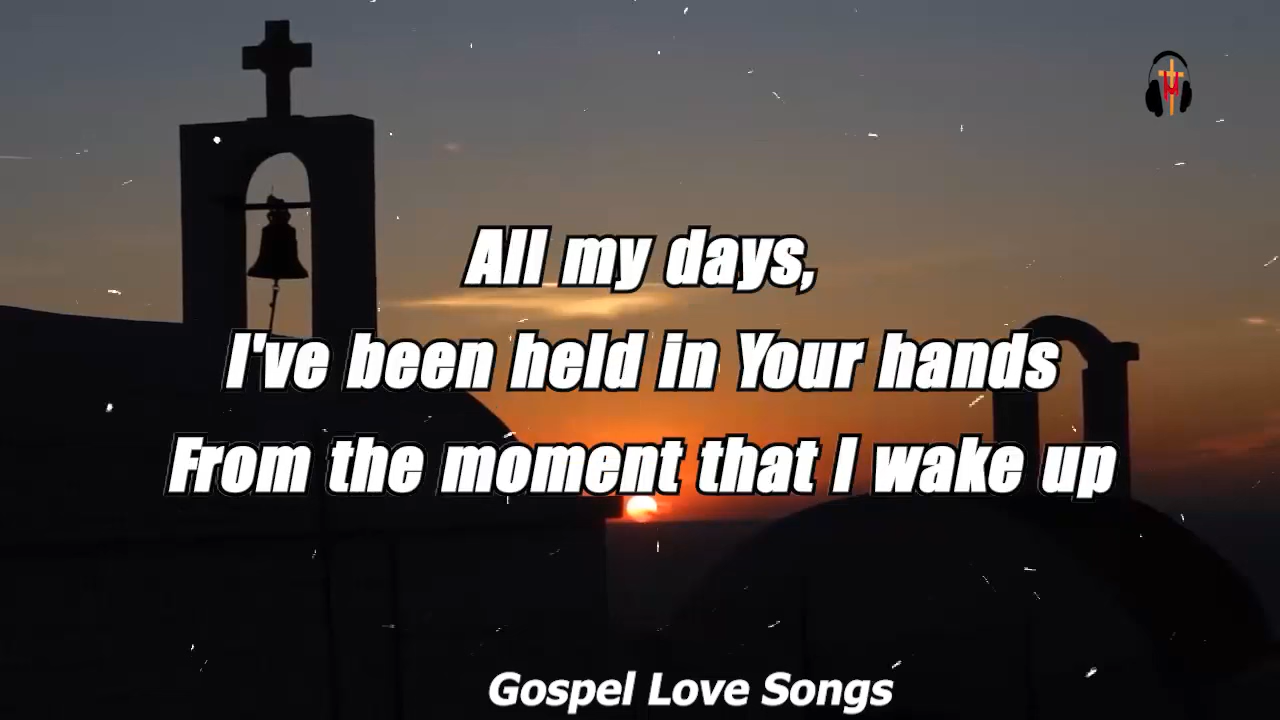 All my days,
I've been held in Your hands
From the moment that I wake up
Gospel Love Songs